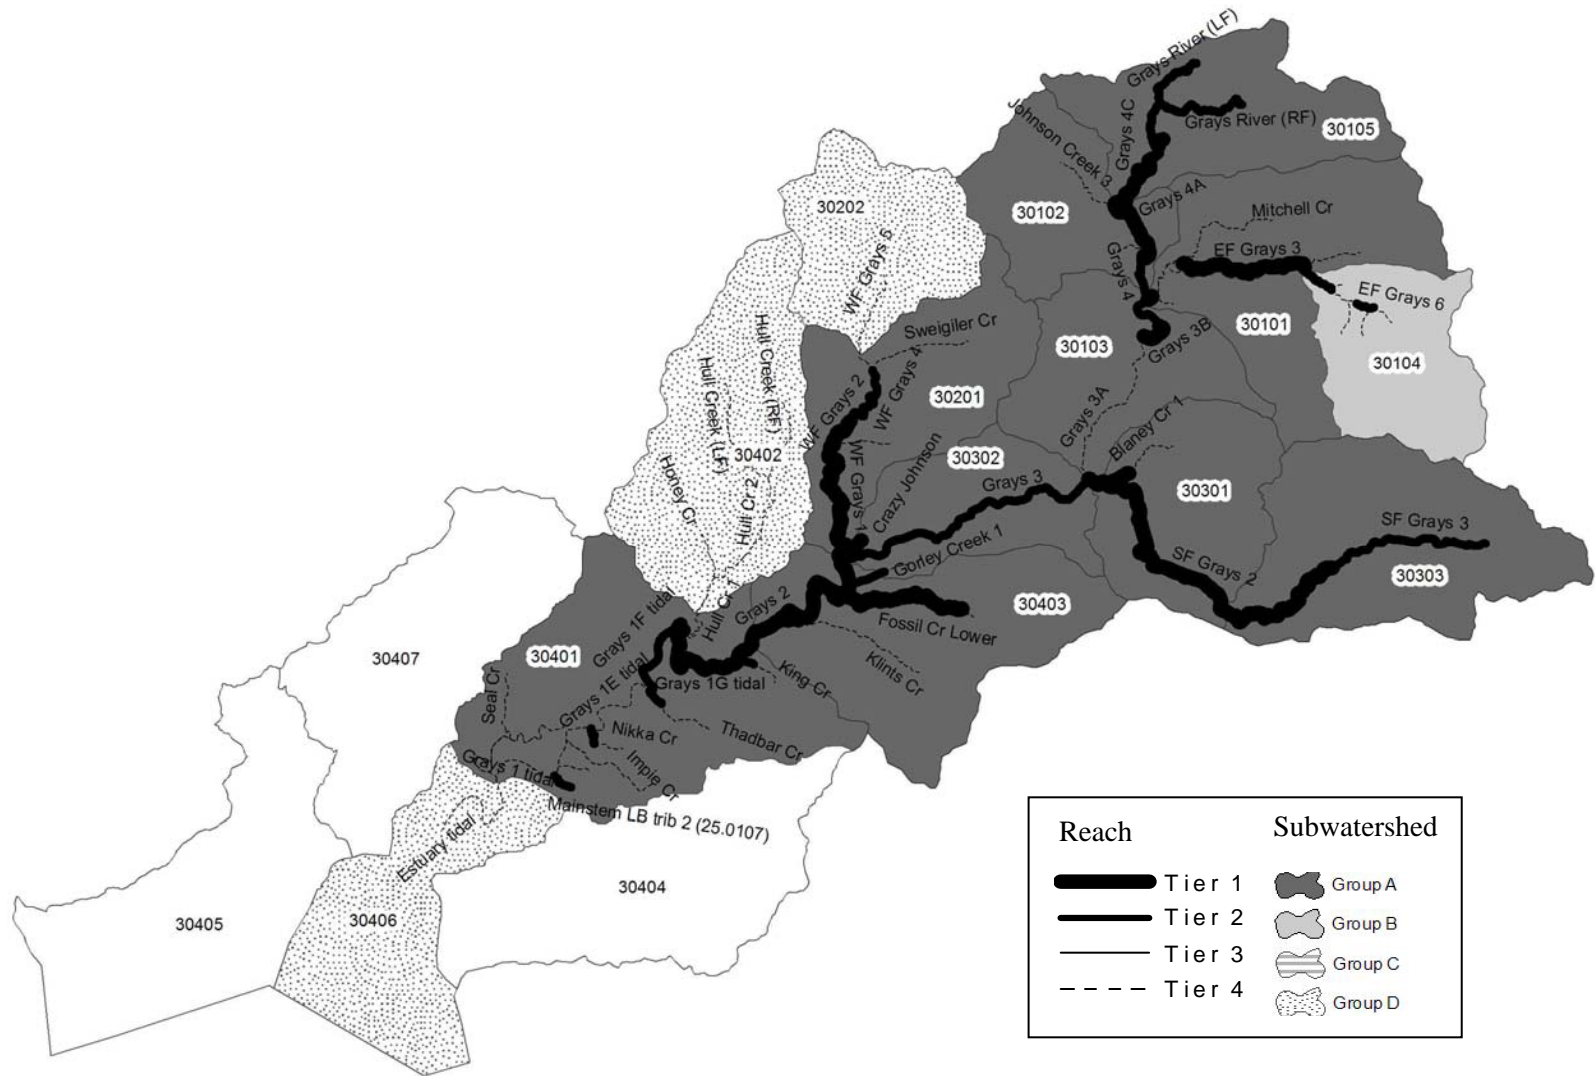 Grays River (LF)
Grays River (RF)
30105
Johnson Creek 3
Grays 4C
30102
Grays 4A
Mitchell Cr
30202
WF Grays 5
Grays 4
EF Grays 3
EF Grays 6
30104
30101
Grays 3B
30103
Sweigiler Cr
WF Grays 4
WF Grays 2
30201
Hull Creek (RF)
Hull Creek (LF)
30402
Honey Cr
Hull Cr 2
Grays 3A
Blaney Cr 1
WF Grays 1
Crazy Johnson
30302
Grays 3
30301
SF Grays 3
SF Grays 2
30303
Gorley Creek 1
30403
Fossil Cr Lower
Grays 2
Hull Cr 1
Grays 1F tidal
30401
30407
Seal Cr
Grays 1E tidal
Grays 1G tidal
King Cr
Klints Cr
Nikka Cr
Thadbar Cr
Impie Cr
Grays 1 tidal
Mainstem LB trib 2 (25.0107)
Estuary tidal
30404
30405
30406
Reach
Tier 1
Tier 2
Tier 3
Tier 4
Subwatershed
Group A
Group B
Group C
Group D